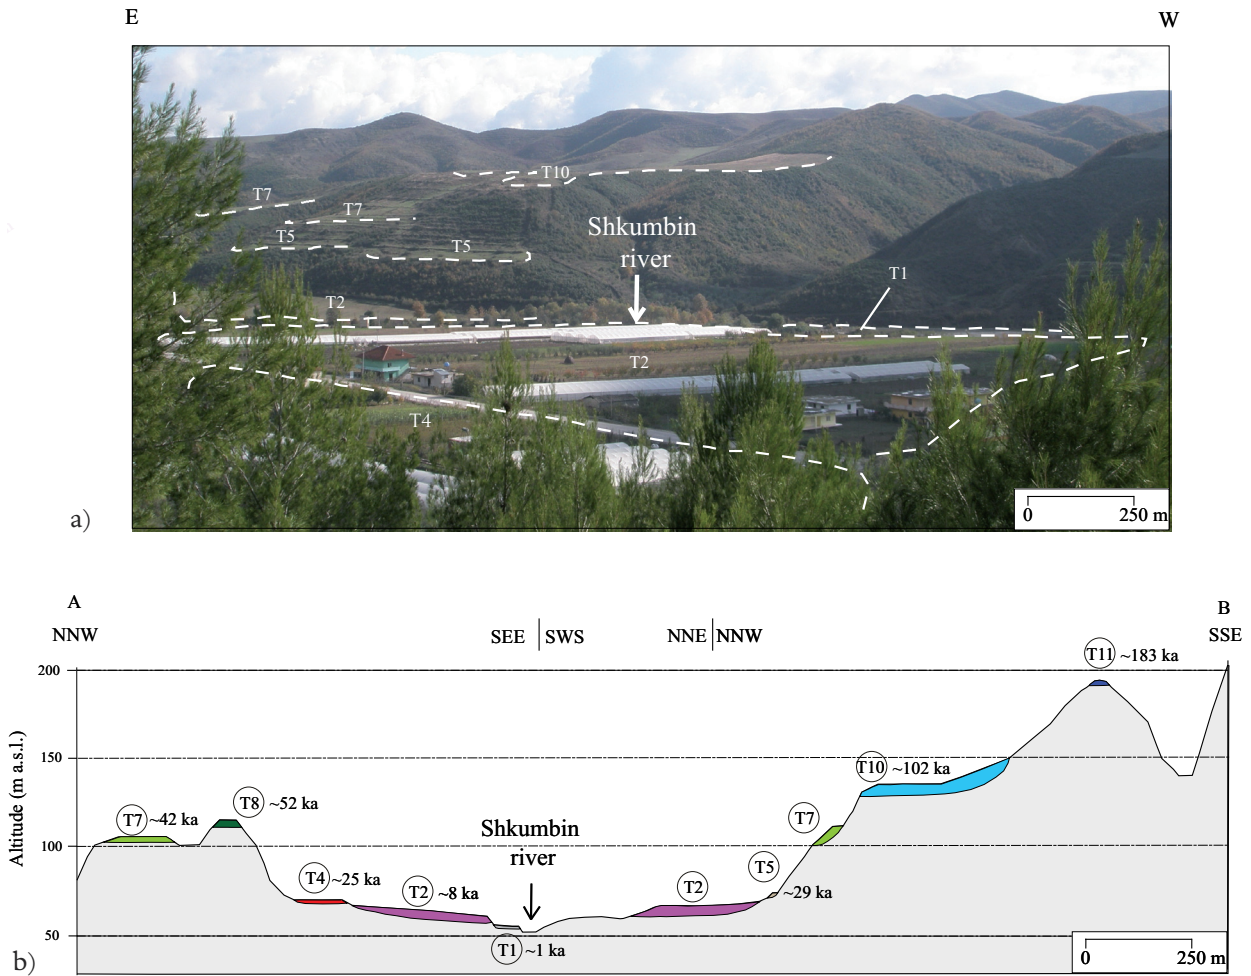 E
W
T10
T7
T7
T5
T5
Shkumbin
river
T1
T2
T2
T4
a)
0 250 m
A
B
NNW
SEE SWS
NNE NNW
SSE
T11 ~183 ka
200
150
T10 ~102 ka
T7 ~42 ka
T8 ~52 ka
T7
Shkumbin
river
100
T4 ~25 ka
T2 ~8 ka
T2
T5
~29 ka
50
T1 ~1 ka
Altitude (m a.s.l.)
0 250 m
b)